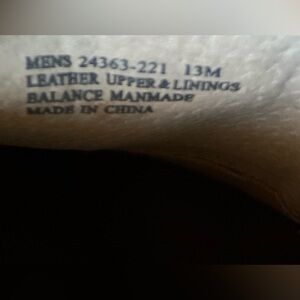 MENS 24363-221 13M
LEATHER UPPER & LININGS
BALANCE MANMADE
MADE IN CHINA